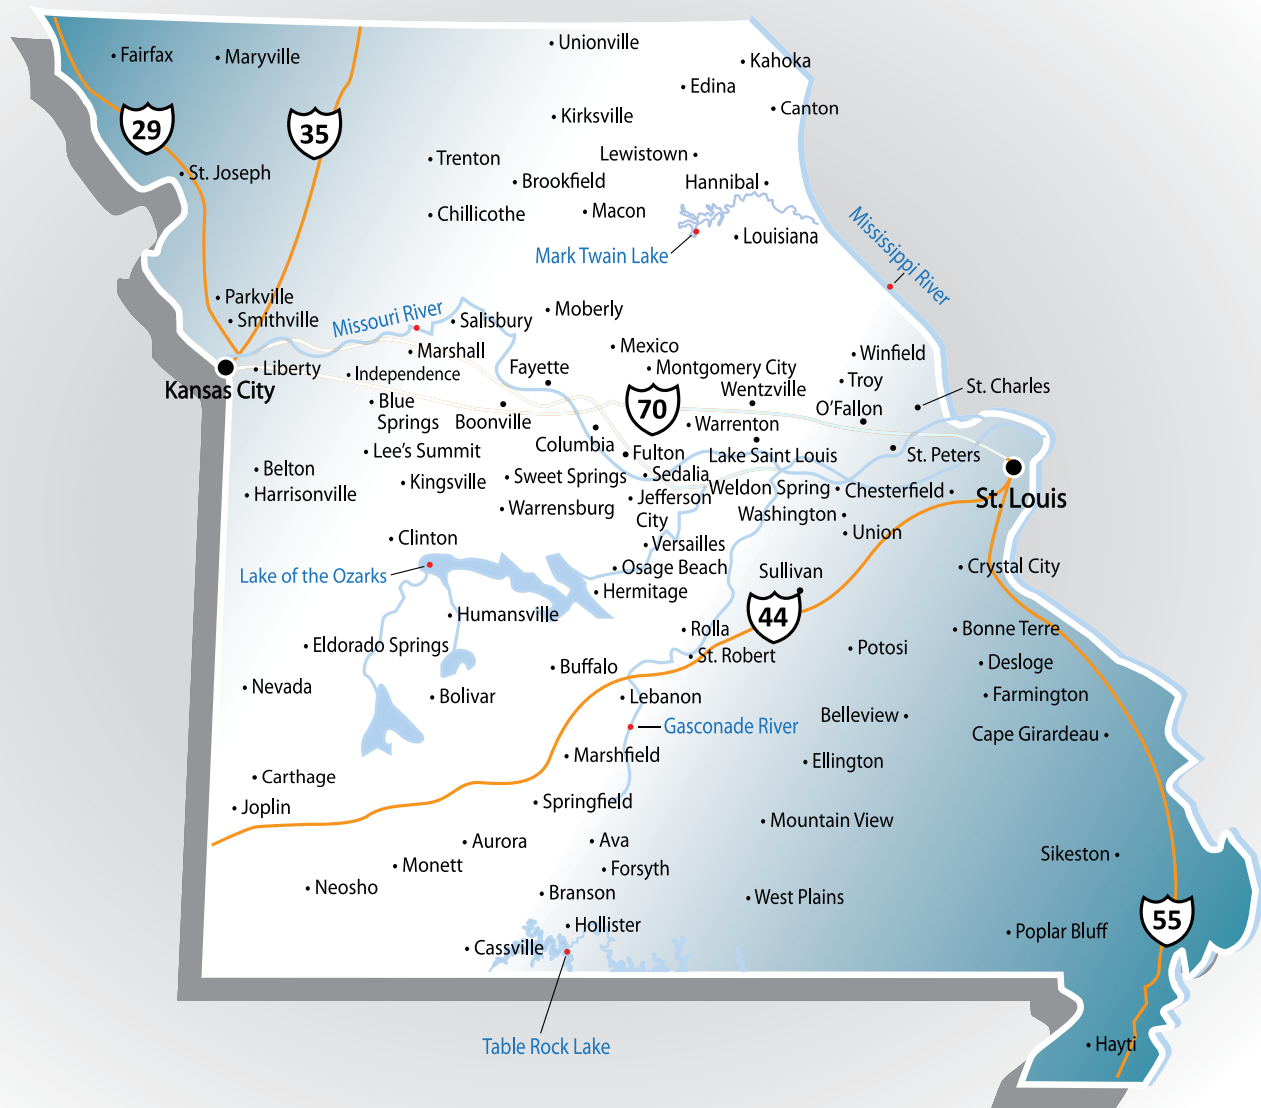 Unionville
Fairfax
Maryville
Kahoka
Edina
Canton
29
35
Kirksville
Trenton
Lewistown
St. Joseph
Brookfield
Hannibal
Chillicothe
Macon
Louisiana
Mark Twain Lake
Mississippi River
Parkville
Smithville
Missouri River
Salisbury
Moberly
Marshall
Mexico
Winfield
Liberty
Independence
Fayette
Montgomery City
Troy
St. Charles
Kansas City
Wentzville
Blue
Springs
Boonville
70
O'Fallon
Warrenton
Columbia
Lee's Summit
Fulton
Lake Saint Louis
St. Peters
Belton
Sweet Springs
Sedalia
Harrisonville
Kingsville
Weldon Spring
Chesterfield
St. Louis
Warrensburg
Jefferson
City
Washington
Union
Clinton
Versailles
Osage Beach
Sullivan
Crystal City
Lake of the Ozarks
Hermitage
Humansville
44
Rolla
Bonne Terre
Eldorado Springs
St. Robert
Potosi
Desloge
Buffalo
Nevada
Bolivar
Lebanon
Farmington
Belleview
Gasconade River
Cape Girardeau
Marshfield
Ellington
Carthage
Joplin
Springfield
Mountain View
Aurora
Ava
Sikeston
Monett
Forsyth
Neosho
Branson
West Plains
Hollister
55
Poplar Bluff
Cassville
Table Rock Lake
Hayti